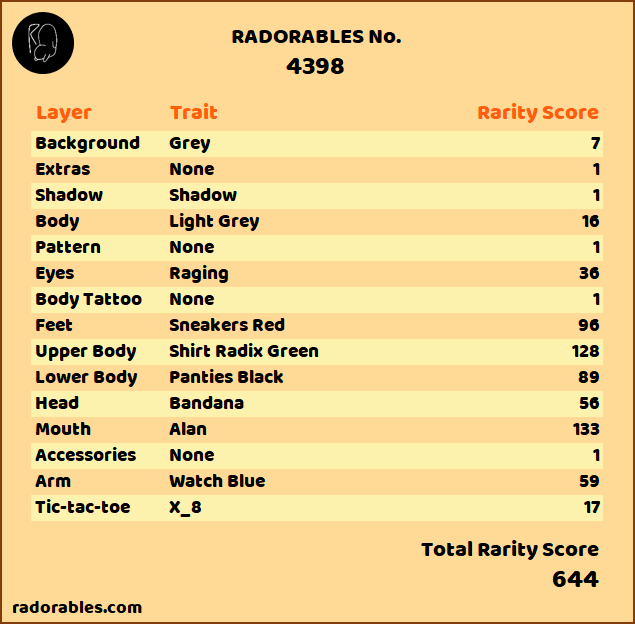 RADORABLES No.
4398
Layer Trait Rarity Score
Background Grey 7
Extras None 1
Shadow Shadow 1
Body Light Grey 16
Pattern None 1
Eyes Raging 36
Body Tattoo None 1
Feet Sneakers Red 96
Upper Body Shirt Radix Green 128
Lower Body Panties Black 89
Head Bandana 56
Mouth Alan 133
Accessories None 1
Arm Watch Blue 59
Tic-tac-toe X_8 17
Total Rarity Score
644
radorables.com